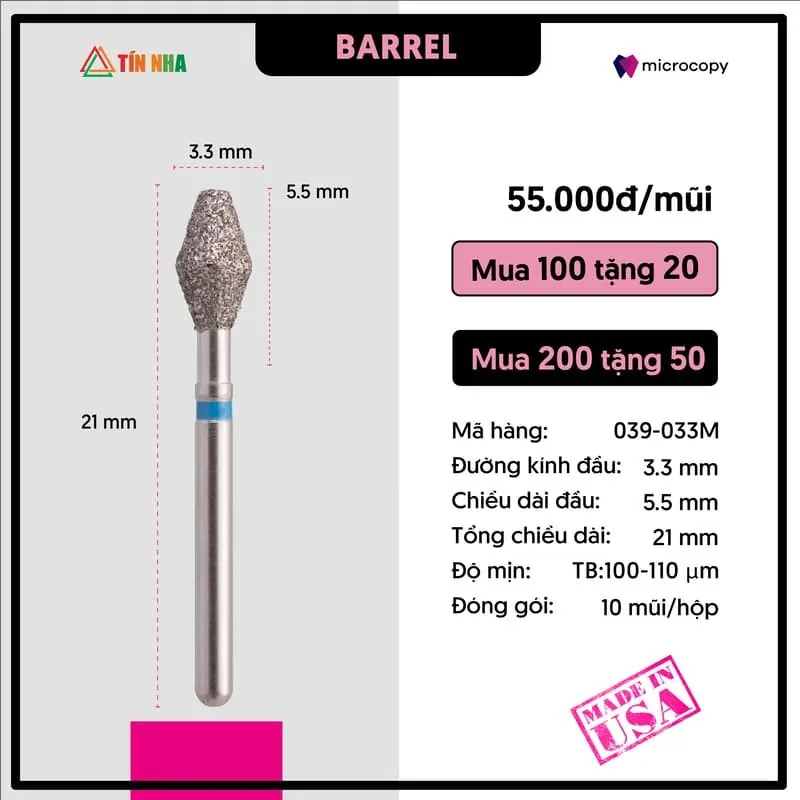 TÍN NHA
BARREL
microcopy
3.3 mm
5.5 mm
21 mm
55.000đ/mũi
Mua 100 tặng 20
Mua 200 tặng 50
Mã hàng: 039-033M
Đường kính đầu: 3.3 mm
Chiều dài đầu: 5.5 mm
Tổng chiều dài: 21 mm
Độ mịn: TB:100-110 μm
Đóng gói: 10 mũi/hộp
MADE IN
USA